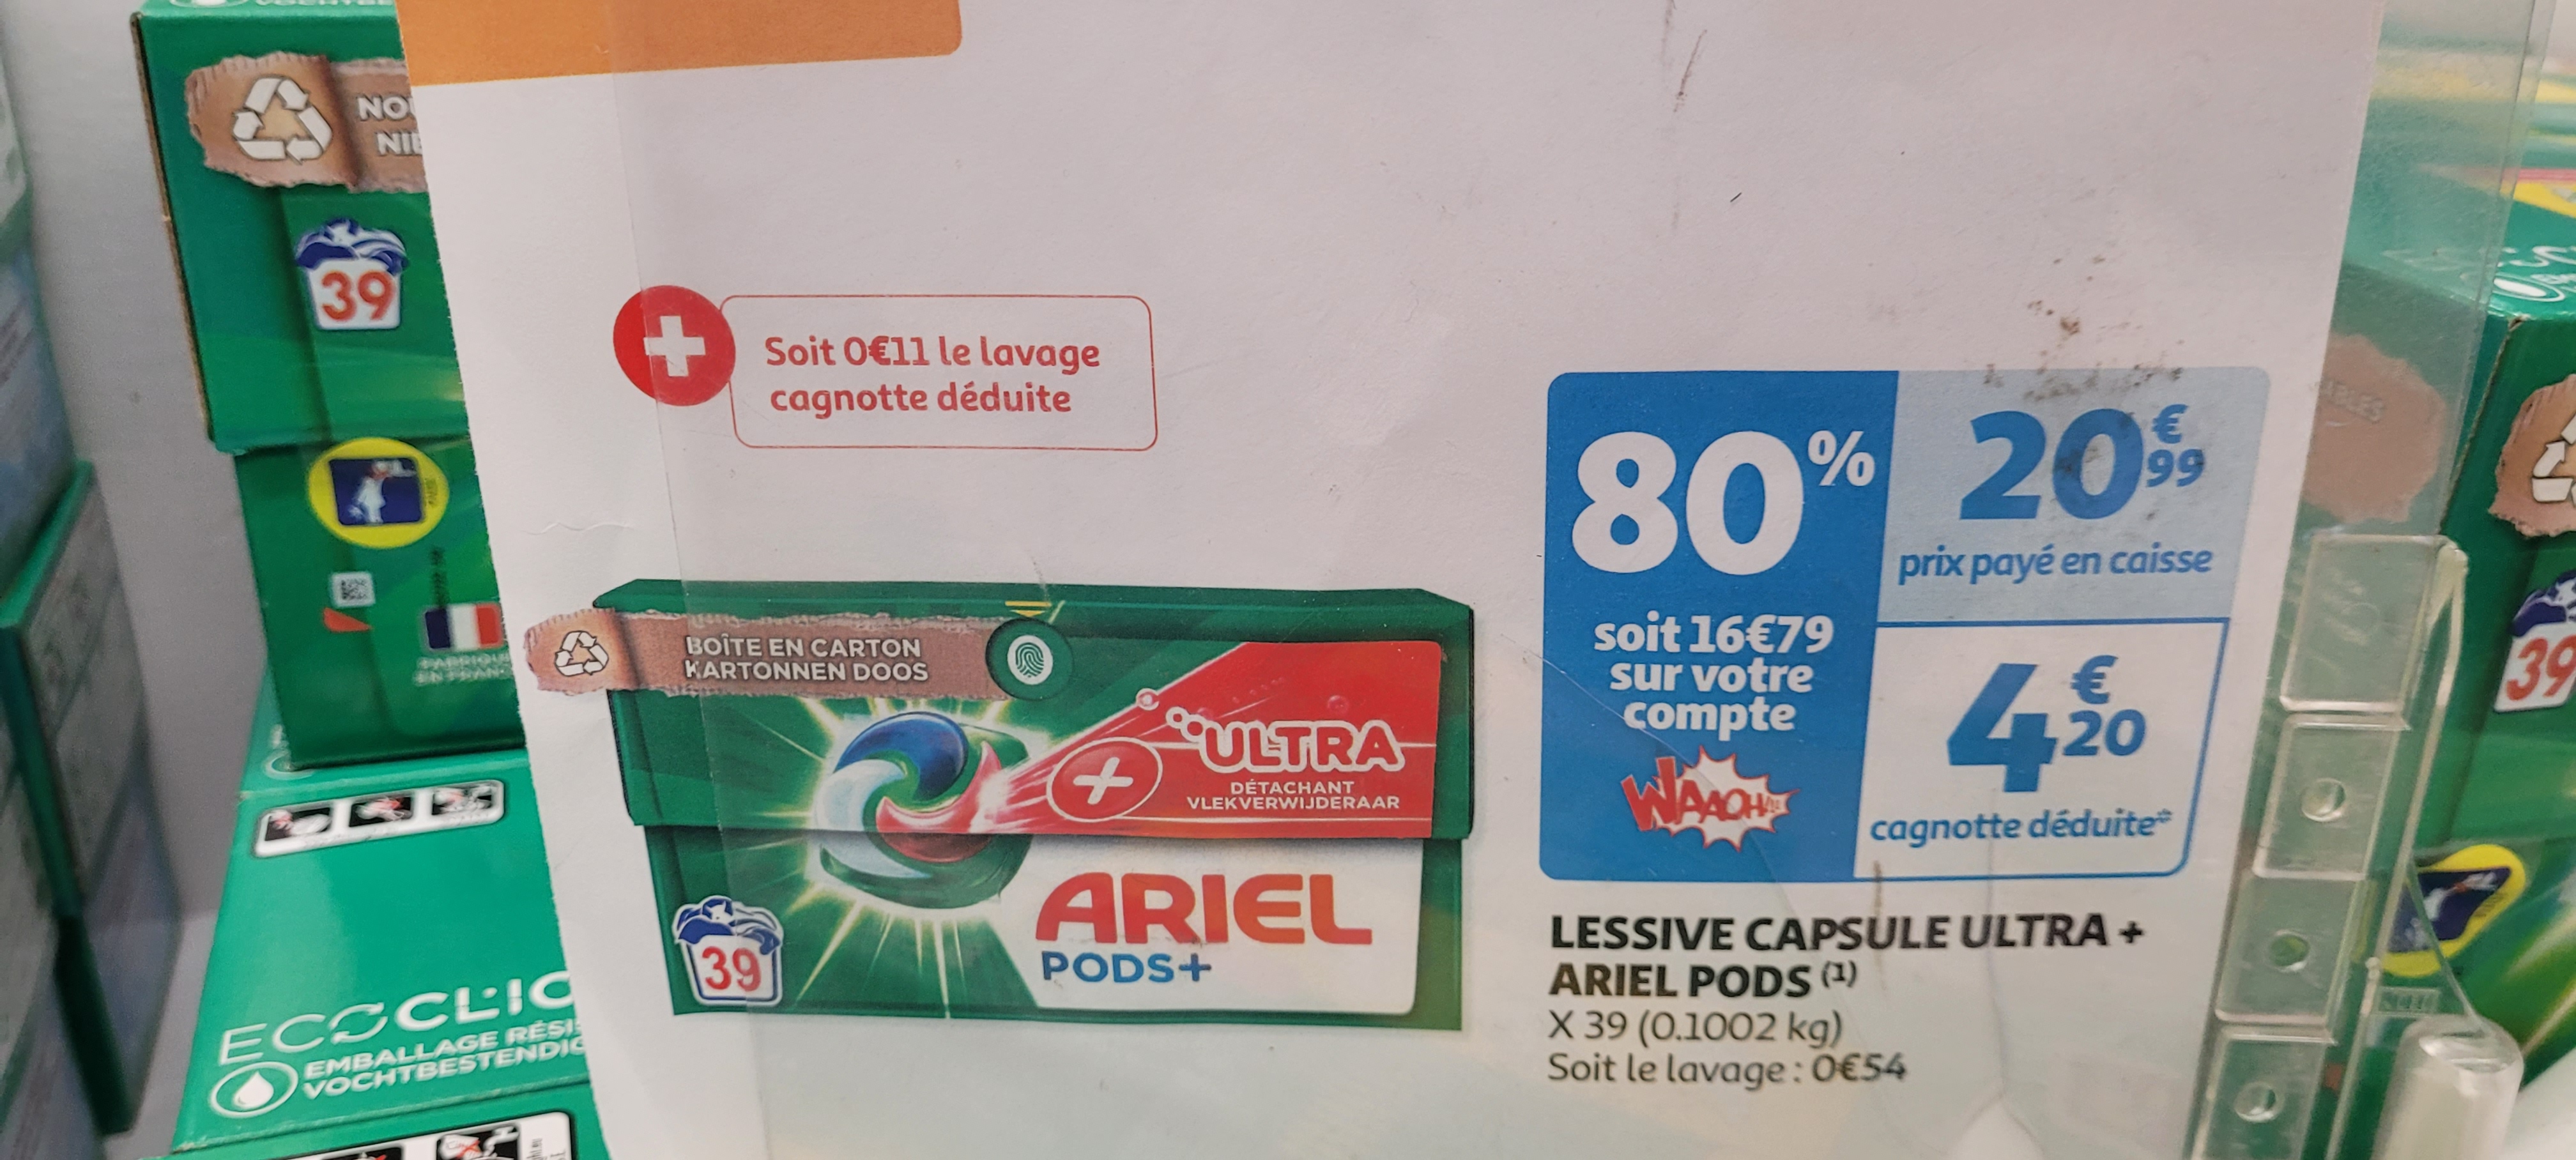 39
Soit 0€11 le lavage
cagnotte déduite
80%
soit 16€79
sur votre
compte
WAAOH!!!
20€99
prix payé en caisse
4€20
cagnotte déduite*
BOÎTE EN CARTON
KARTONNEN DOOS
ULTRA
+
DÉTACHANT
VLEKVERWIJDERAAR
ARIEL
PODS+
39
LESSIVE CAPSULE ULTRA +
ARIEL PODS (1)
X 39 (0.1002 kg)
Soit le lavage : 0€54
ECOCLIC
EMBALLAGE
VOCHTBESTENDIG
39